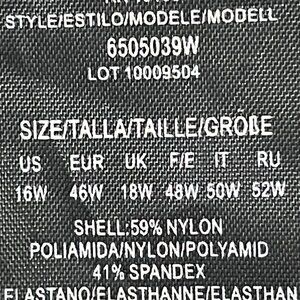 STYLE/ESTILO/MODELE/MODELL
6505039W
LOT 10009504
SIZE/TALLA/TAILLE/GRÖßE
US EUR UK F/E IT RU
16W 46W 18W 48W 50W 52W
SHELL:59% NYLON
POLIAMIDA/NYLON/POLYAMID
41% SPANDEX
ELASTANO/ELASTHANNE/ELASTHAN